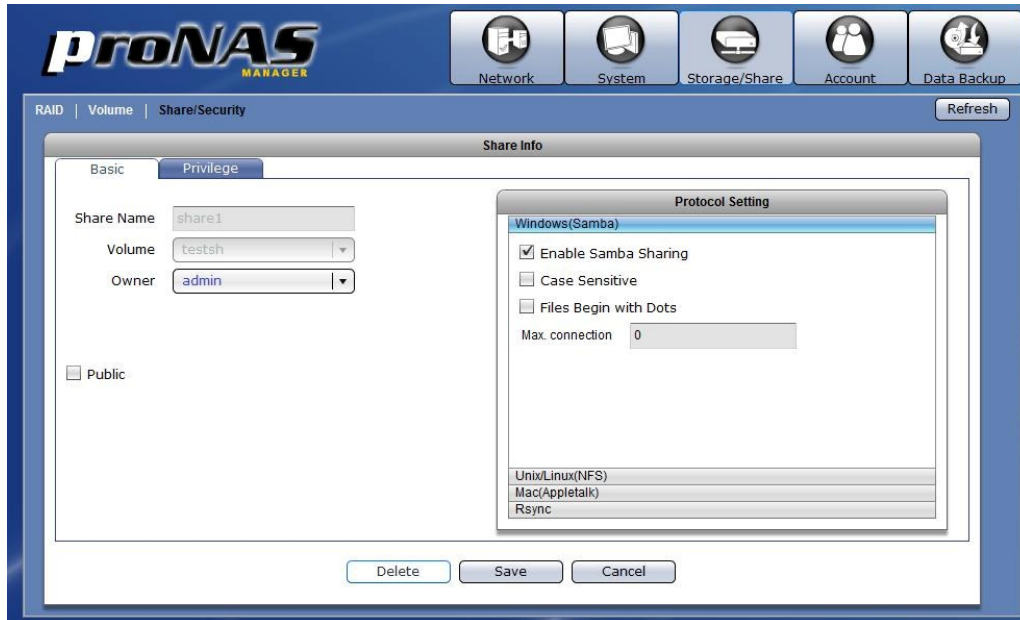 proNAS
MANAGER
Network
System
Storage/Share
Account
Data Backup
RAID | Volume | Share/Security
Refresh
Share Info
Basic
Privilege
Share Name share1
Volume testsh
Owner admin
Public
Protocol Setting
Windows(Samba)
Enable Samba Sharing
Case Sensitive
Files Begin with Dots
Max. connection 0
Unix/Linux(NFS)
Mac(Appletalk)
Rsync
Delete
Save
Cancel